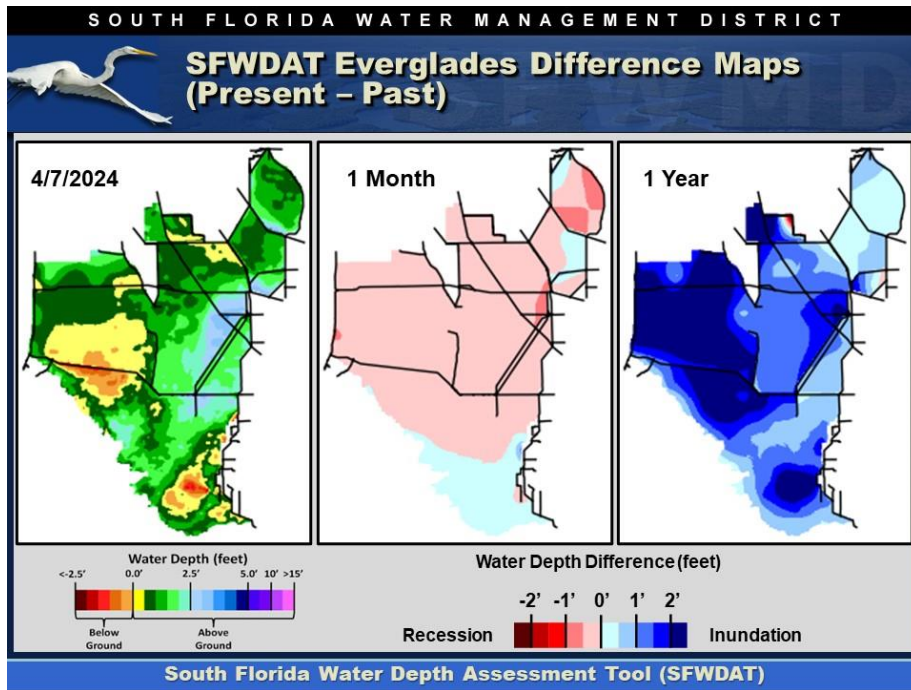 SOUTH FLORIDA WATER MANAGEMENT DISTRICT
SFWDAT Everglades Difference Maps
(Present – Past)
4/7/2024
1 Month
1 Year
Water Depth (feet)
<-2.5' 0.0' 2.5' 5.0' 10' >15'
Below
Ground
Above
Ground
Water Depth Difference (feet)
-2' -1' 0' 1' 2'
Recession
Inundation
South Florida Water Depth Assessment Tool (SFWDAT)